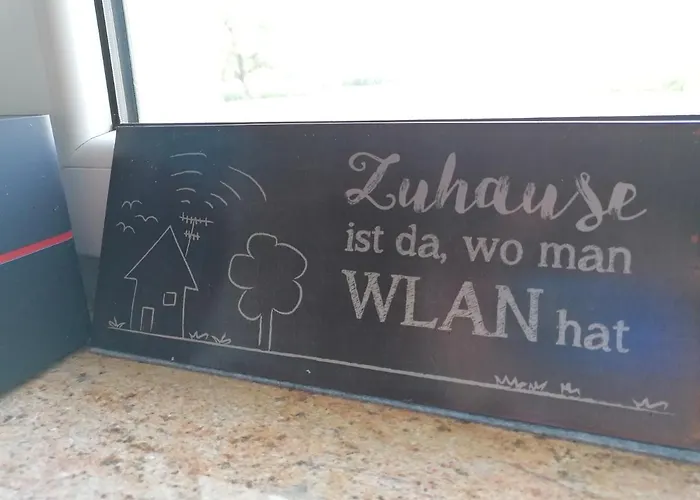 Zuhause
ist da, wo man
WLAN hat